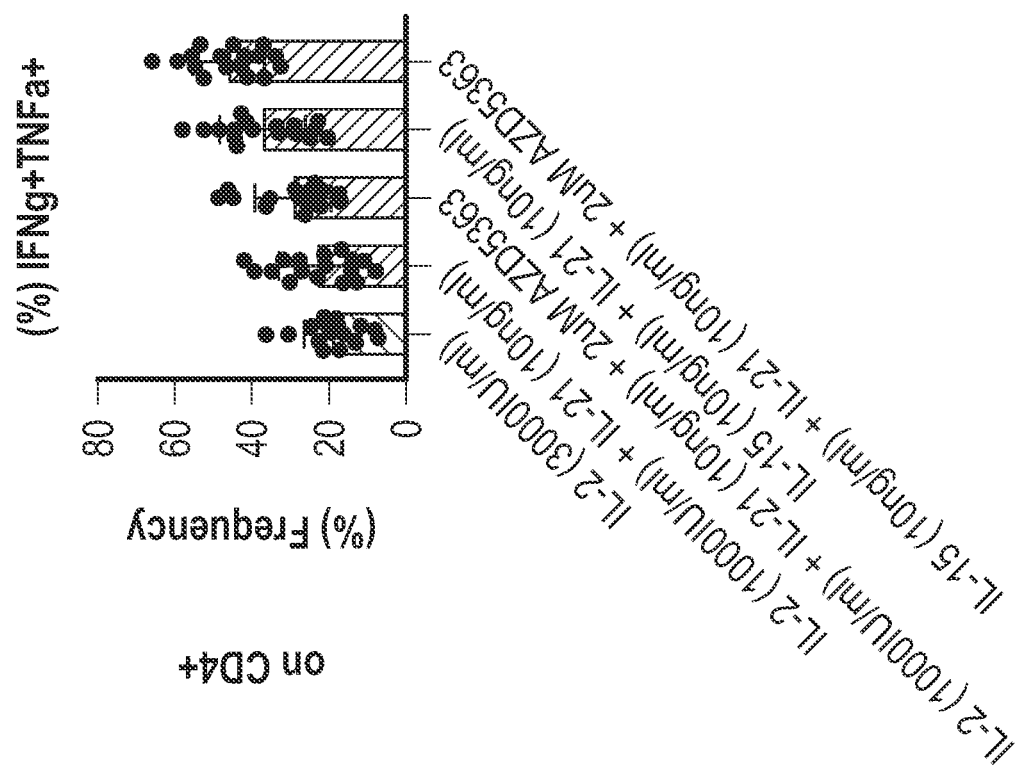 (%) IFNg+TNFa+
on CD4+
(%) Frequency
80
60
40
20
0
IL-2 (3000IU/ml)
IL-2 (1000IU/ml) + IL-21 (10ng/ml)
IL-2 (1000IU/ml) + IL-21 (10ng/ml) + 2uM AZD5363
IL-15 (10ng/ml) + IL-21 (10ng/ml)
IL-15 (10ng/ml) + IL-21 (10ng/ml) + 2uM AZD5363